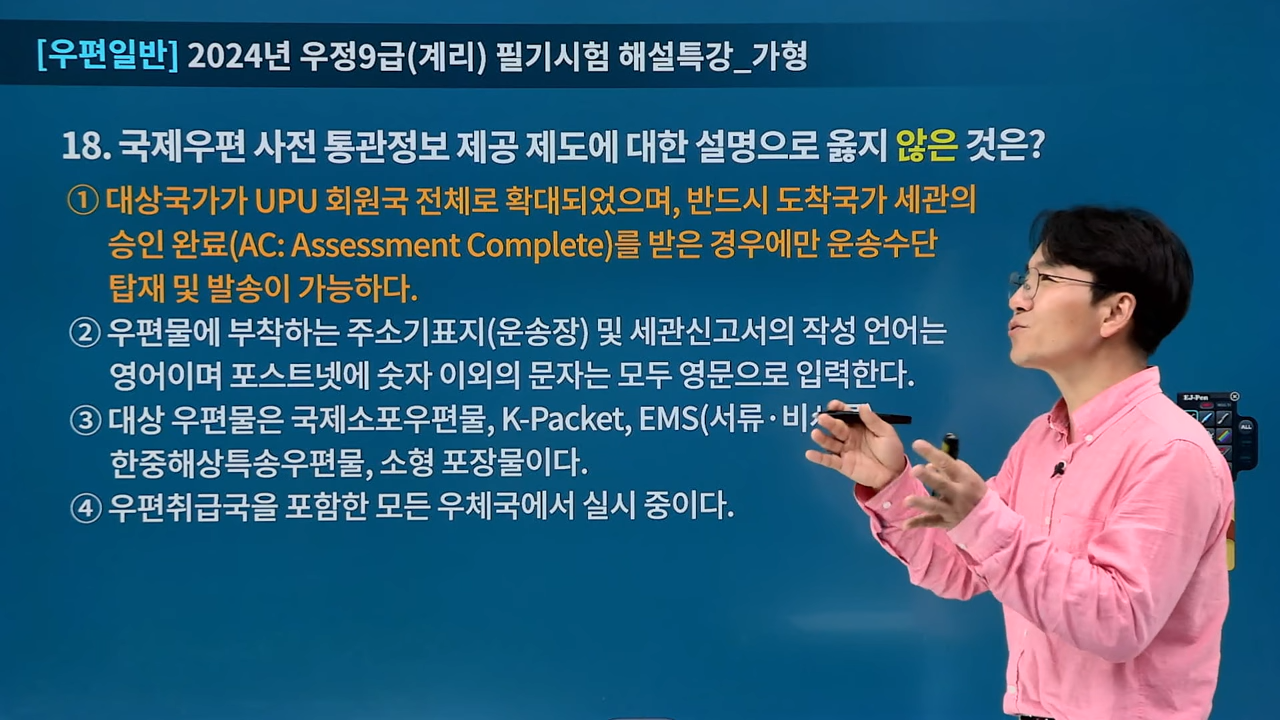 [우편일반] 2024년 우정9급(계리) 필기시험 해설특강_가형
18. 국제우편 사전 통관정보 제공 제도에 대한 설명으로 옳지 않은 것은?
① 대상국가가 UPU 회원국 전체로 확대되었으며, 반드시 도착국가 세관의
승인 완료(AC: Assessment Complete)를 받은 경우에만 운송수단
탑재 및 발송이 가능하다.
② 우편물에 부착하는 주소기표지(운송장) 및 세관신고서의 작성 언어는
영어이며 포스트넷에 숫자 이외의 문자는 모두 영문으로 입력한다.
③ 대상 우편물은 국제소포우편물, K-Packet, EMS(서류·비
한중해상특송우편물, 소형 포장물이다.
④ 우편취급국을 포함한 모든 우체국에서 실시 중이다.
EJ-Pen
ALL